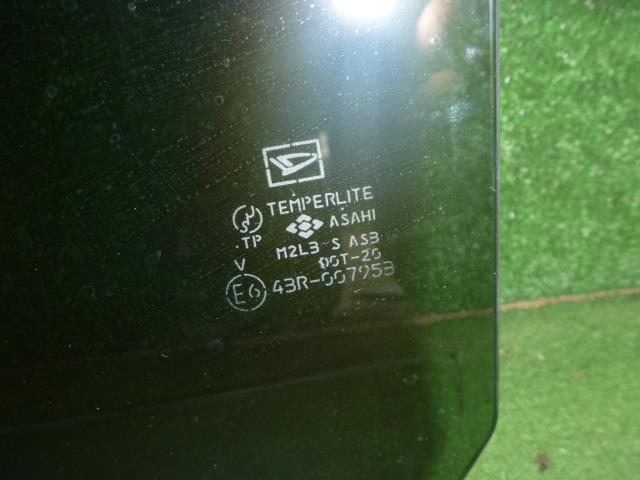 TEMPERLITE
ASAHI
TP
M2L3-S AS3
V
DOT-20
E6 43R-007953